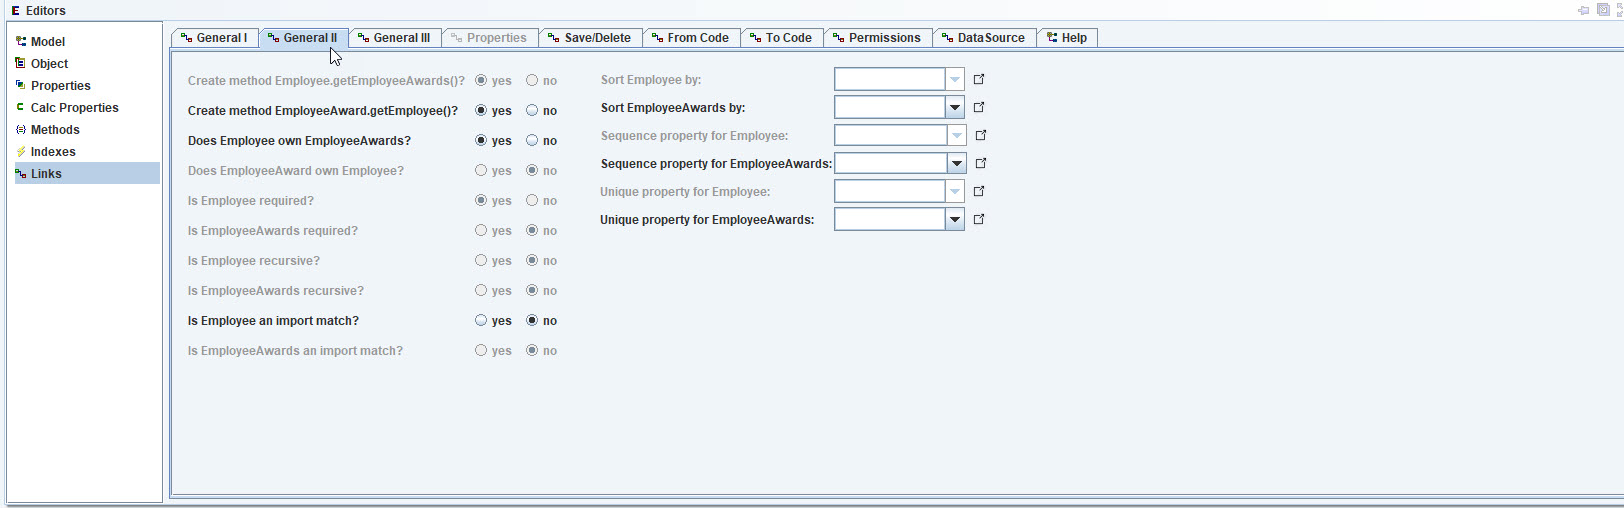 Editors
Model
Object
Properties
Calc Properties
Methods
Indexes
Links
General I General II General III Properties Save/Delete From Code To Code Permissions DataSource Help
Create method Employee.getEmployeeAwards()? yes no
Create method EmployeeAward.getEmployee()? yes no
Does Employee own EmployeeAwards? yes no
Does EmployeeAward own Employee? yes no
Is Employee required? yes no
Is EmployeeAwards required? yes no
Is Employee recursive? yes no
Is EmployeeAwards recursive? yes no
Is Employee an import match? yes no
Is EmployeeAwards an import match? yes no
Sort Employee by:
Sort EmployeeAwards by:
Sequence property for Employee:
Sequence property for EmployeeAwards:
Unique property for Employee:
Unique property for EmployeeAwards: